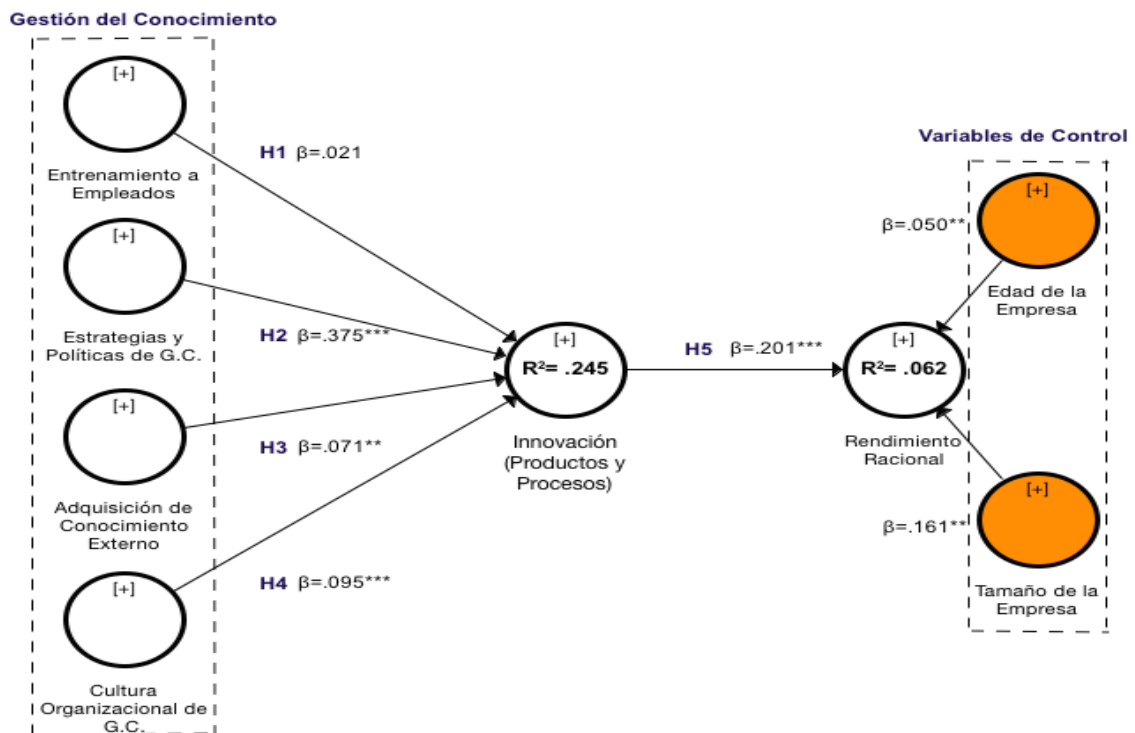 Gestión del Conocimiento
[+]
Entrenamiento a
Empleados
[+]
Estrategias y
Políticas de G.C.
[+]
Adquisición de
Conocimiento
Externo
[+]
Cultura
Organizacional de
G.C.
H1 β=.021
H2 β=.375***
H3 β=.071**
H4 β=.095***
[+]
R²= .245
Innovación
(Productos y
Procesos)
H5 β=.201***
[+]
R²= .062
Rendimiento
Racional
Variables de Control
[+]
β=.050**
Edad de la
Empresa
[+]
β=.161**
Tamaño de la
Empresa